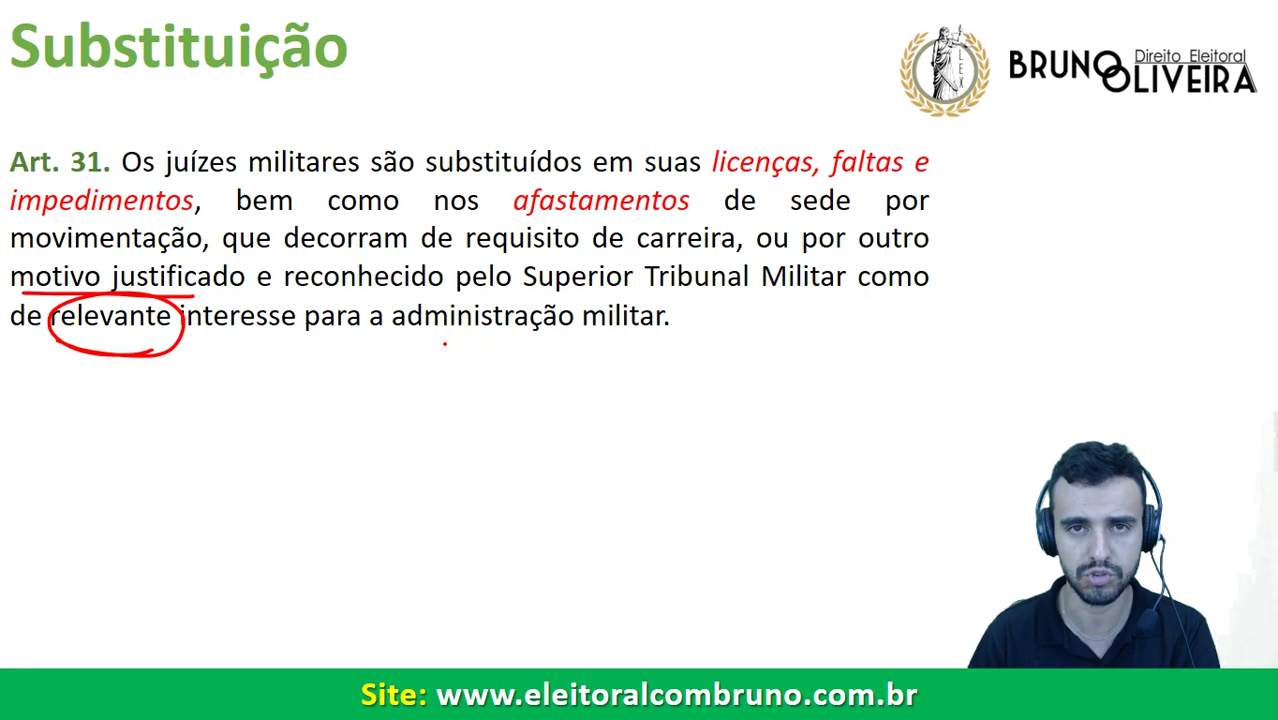 Substituição
LEX
BRUNO
Direito Eleitoral
OLIVEIRA
Art. 31. Os juízes militares são substituídos em suas licenças, faltas e
impedimentos, bem como nos afastamentos de sede por
movimentação, que decorram de requisito de carreira, ou por outro
motivo justificado e reconhecido pelo Superior Tribunal Militar como
de relevante interesse para a administração militar.
Site: www.eleitoralcombruno.com.br